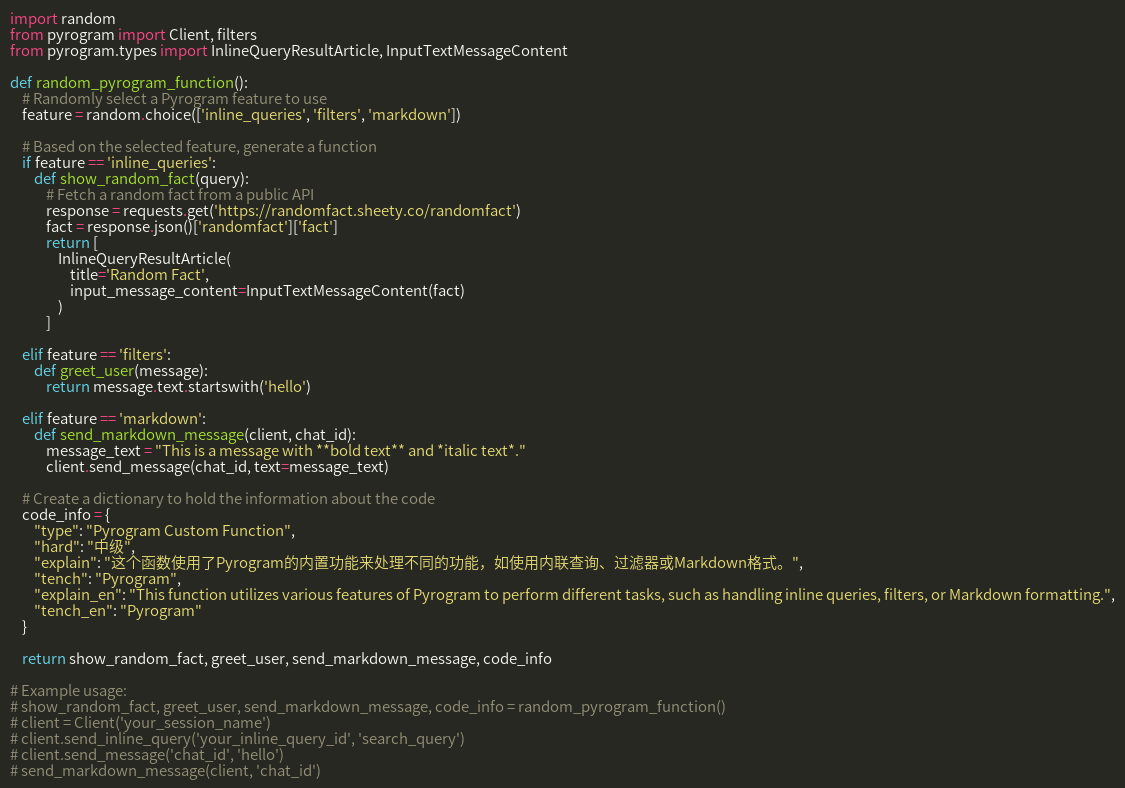 import random
from pyrogram import Client, filters
from pyrogram.types import InlineQueryResultArticle, InputTextMessageContent

def random_pyrogram_function():
    # Randomly select a Pyrogram feature to use
    feature = random.choice(['inline_queries', 'filters', 'markdown'])

    # Based on the selected feature, generate a function
    if feature == 'inline_queries':
        def show_random_fact(query):
            # Fetch a random fact from a public API
            response = requests.get('https://randomfact.sheety.co/randomfact')
            fact = response.json()['randomfact']['fact']
            return [
                InlineQueryResultArticle(
                    title='Random Fact',
                    input_message_content=InputTextMessageContent(fact)
                )
            ]

    elif feature == 'filters':
        def greet_user(message):
            return message.text.startswith('hello')

    elif feature == 'markdown':
        def send_markdown_message(client, chat_id):
            message_text = "This is a message with **bold text** and *italic text*."
            client.send_message(chat_id, text=message_text)

    # Create a dictionary to hold the information about the code
    code_info = {
        "type": "Pyrogram Custom Function",
        "hard": "中级",
        "explain": "这个函数使用了Pyrogram的内置功能来处理不同的功能，如使用内联查询、过滤器或Markdown格式。",
        "tench": "Pyrogram",
        "explain_en": "This function utilizes various features of Pyrogram to perform different tasks, such as handling inline queries, filters, or Markdown formatting.",
        "tench_en": "Pyrogram"
    }

    return show_random_fact, greet_user, send_markdown_message, code_info

# Example usage:
# show_random_fact, greet_user, send_markdown_message, code_info = random_pyrogram_function()
# client = Client('your_session_name')
# client.send_inline_query('your_inline_query_id', 'search_query')
# client.send_message('chat_id', 'hello')
# send_markdown_message(client, 'chat_id')